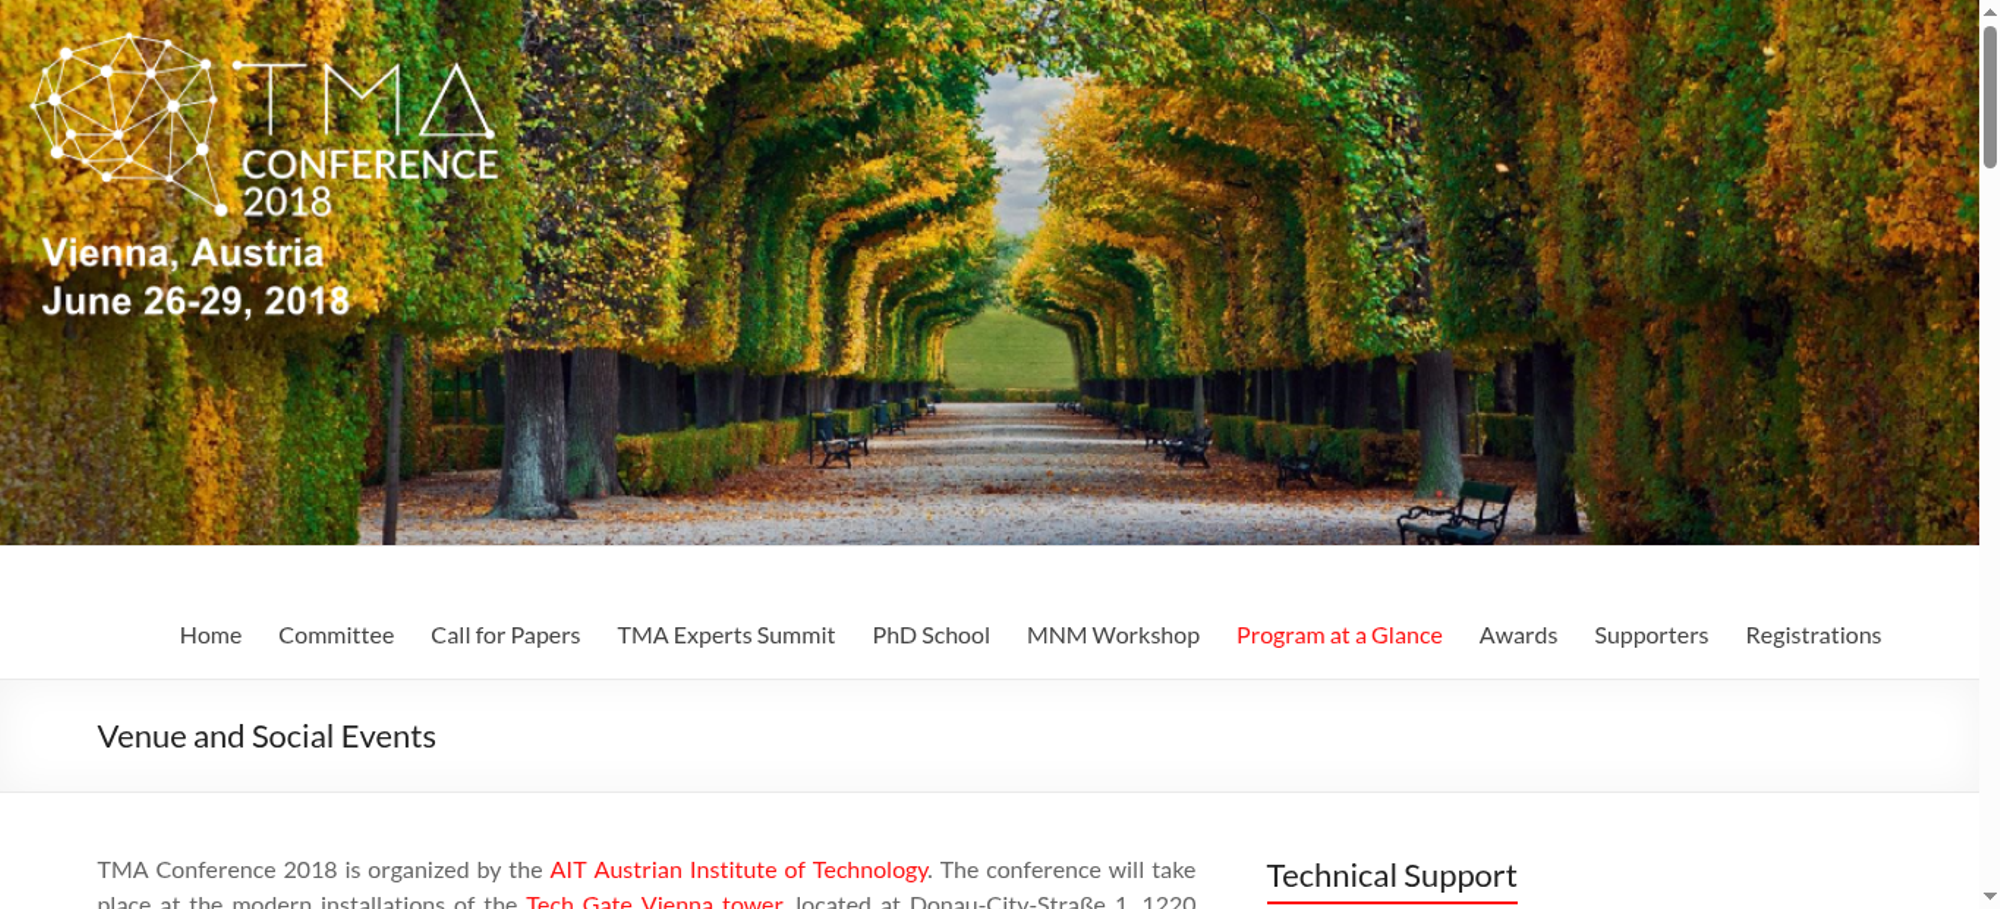 TMA
CONFERENCE
2018
Vienna, Austria
June 26-29, 2018
Home Committee Call for Papers TMA Experts Summit PhD School MNM Workshop Program at a Glance Awards Supporters Registrations
Venue and Social Events
TMA Conference 2018 is organized by the AIT Austrian Institute of Technology. The conference will take
place at the modern installations of the Tech Gate Vienna tower, located at Donau-City-Straße 1, 1220
Technical Support